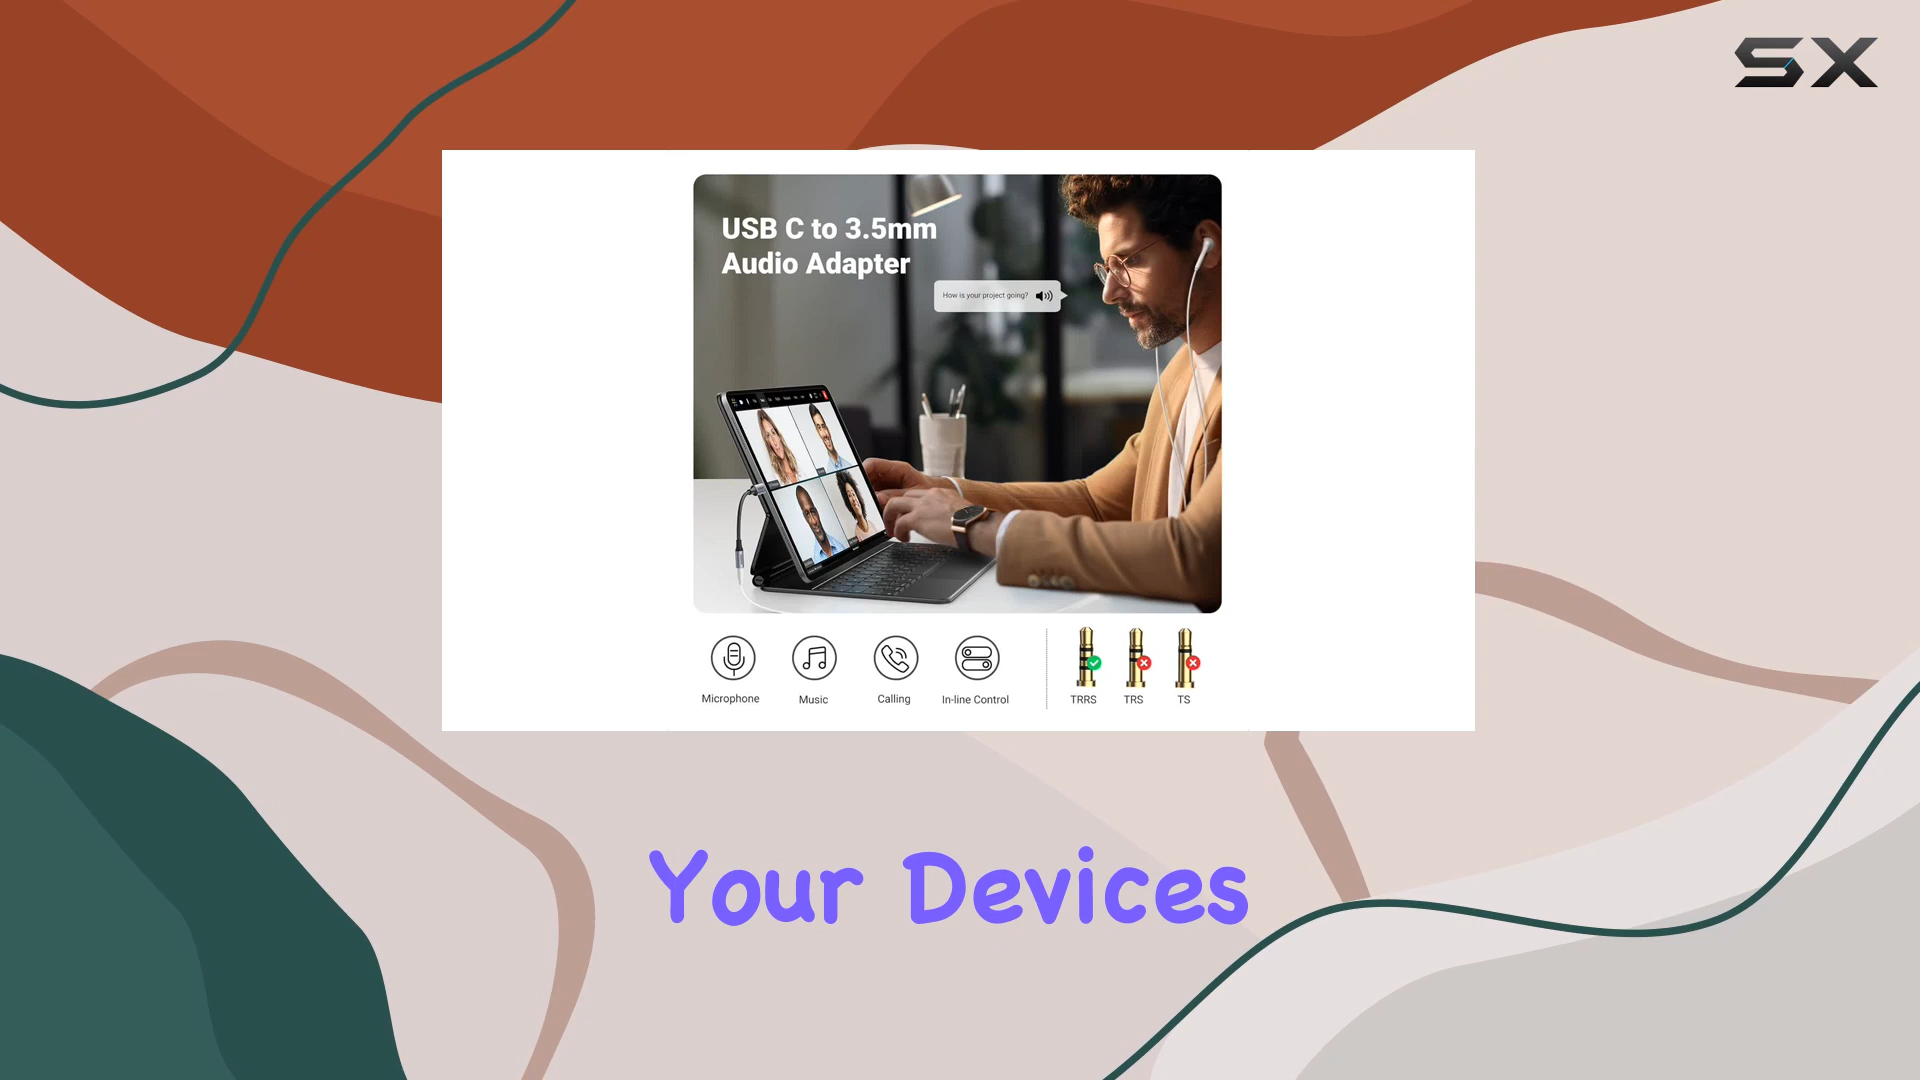 SX
USB C to 3.5mm
Audio Adapter
How is your project going?
Microphone
Music
Calling
In-line Control
TRRS
TRS
TS
Your Devices